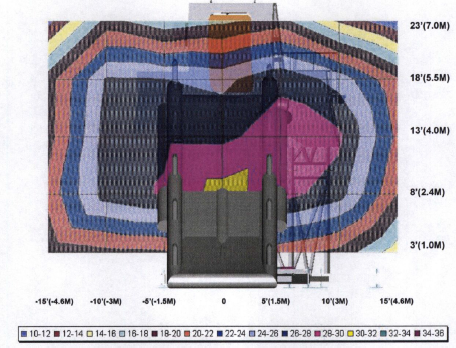 23'(7.0M)
18'(5.5M)
13'(4.0M)
8'(2.4M)
3'(1.0M)
-15'(-4.6M) -10'(-3M) -5'(-1.5M) 0 5'(1.5M) 10'(3M) 15'(4.6M)
10-12 12-14 14-16 16-18 18-20 20-22 22-24 24-26 26-28 28-30 30-32 32-34 34-36